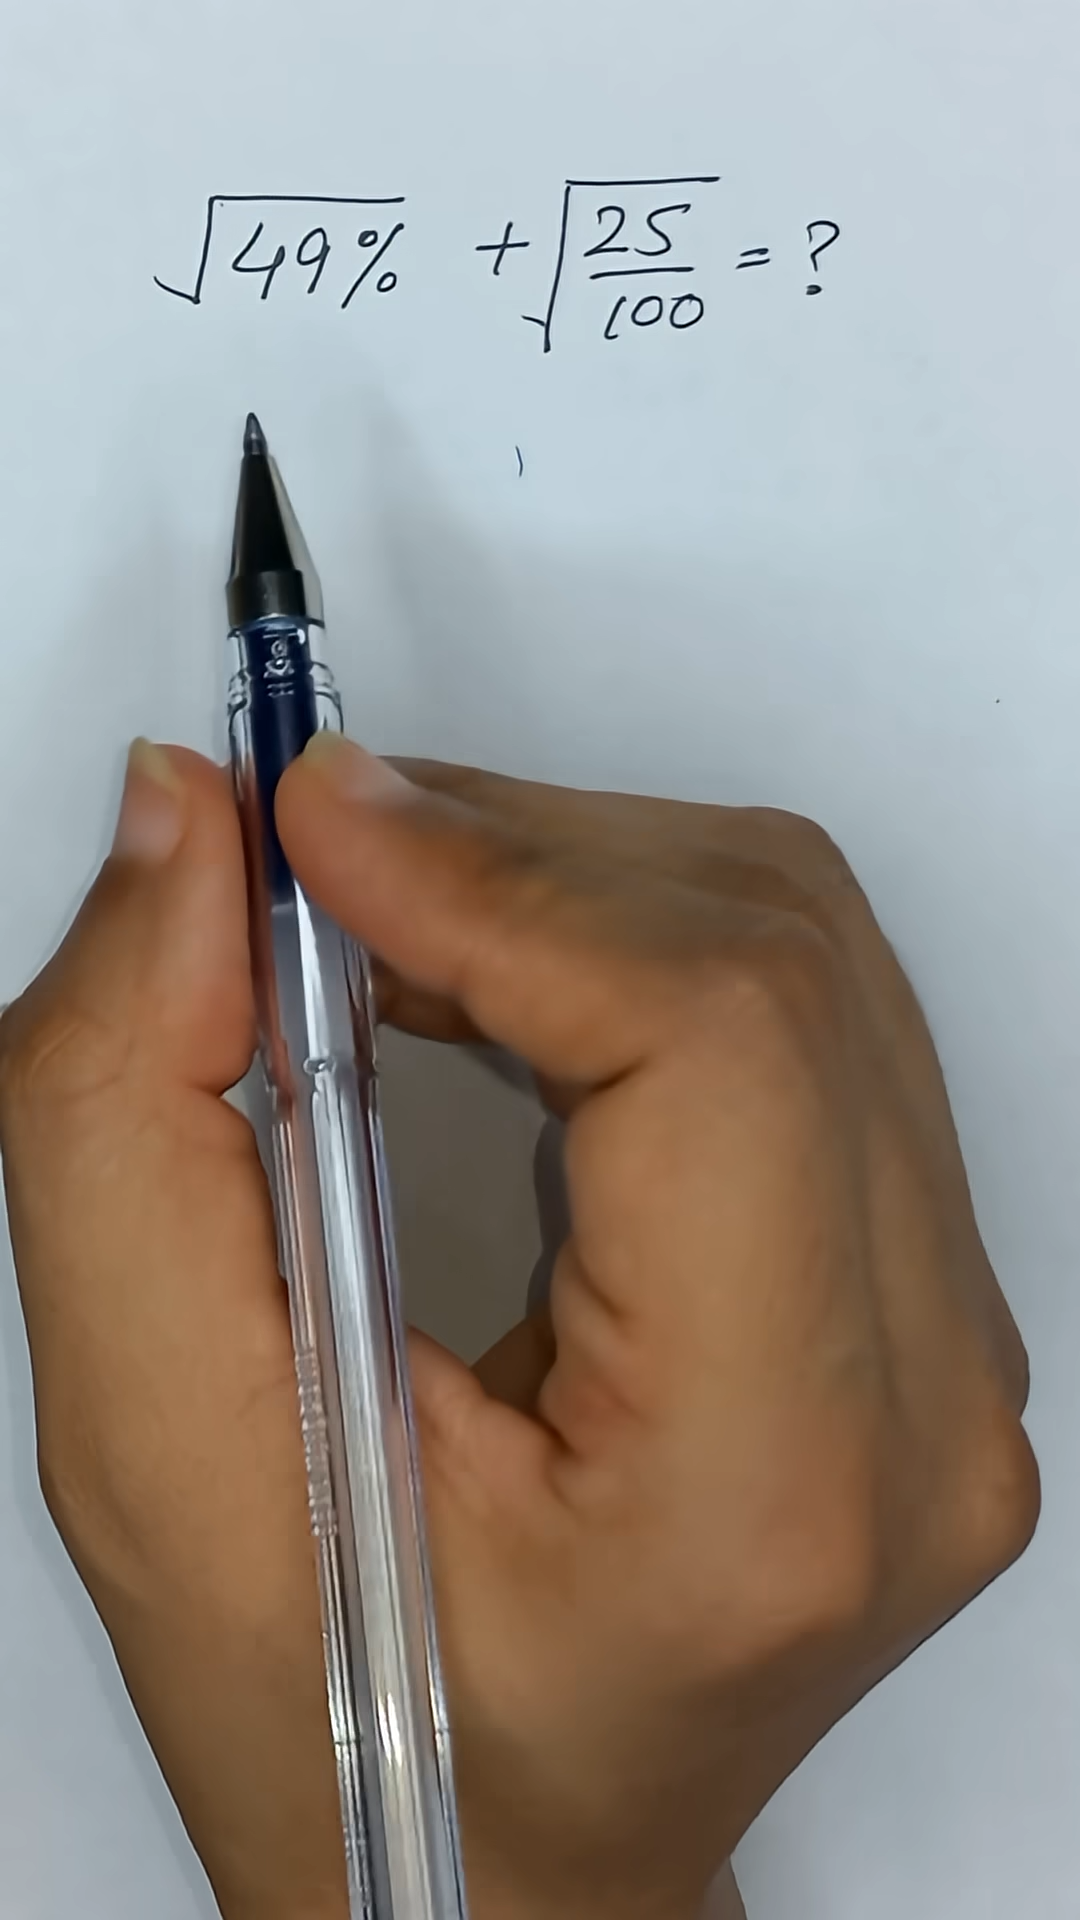 √49% + √25/100 = ?